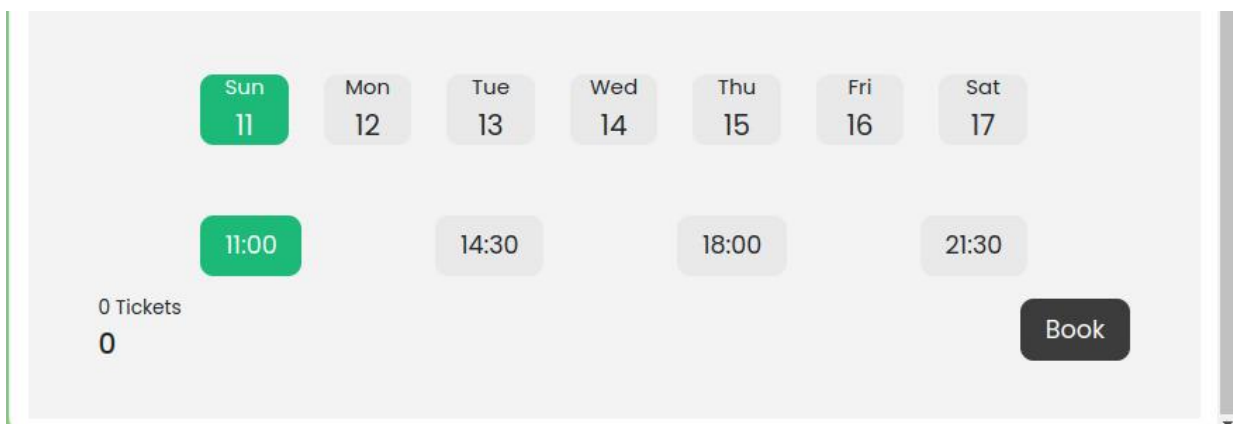 Sun Mon Tue Wed Thu Fri Sat
11 12 13 14 15 16 17
11:00 14:30 18:00 21:30
0 Tickets
0
Book